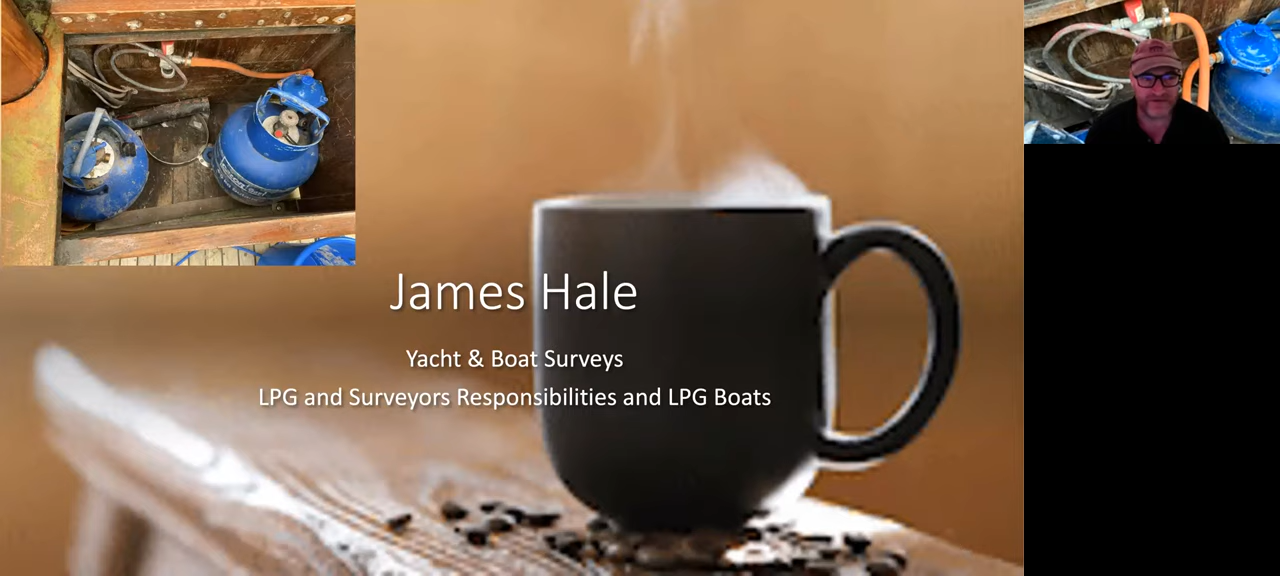 James Hale
Yacht & Boat Surveys
LPG and Surveyors Responsibilities and LPG Boats